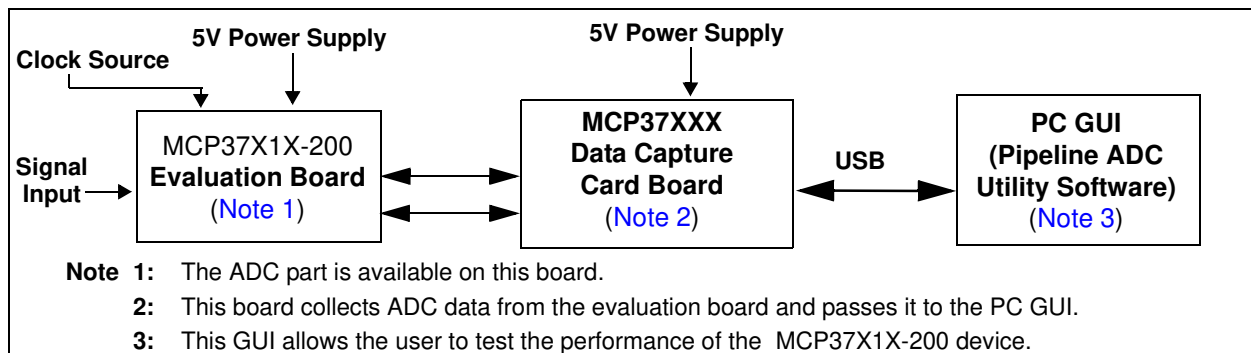 5V Power Supply
5V Power Supply
Clock Source
MCP37X1X-200
Evaluation Board
(Note 1)
Signal
Input
MCP37XXX
Data Capture
Card Board
(Note 2)
USB
PC GUI
(Pipeline ADC
Utility Software)
(Note 3)
Note 1: The ADC part is available on this board.
2: This board collects ADC data from the evaluation board and passes it to the PC GUI.
3: This GUI allows the user to test the performance of the MCP37X1X-200 device.